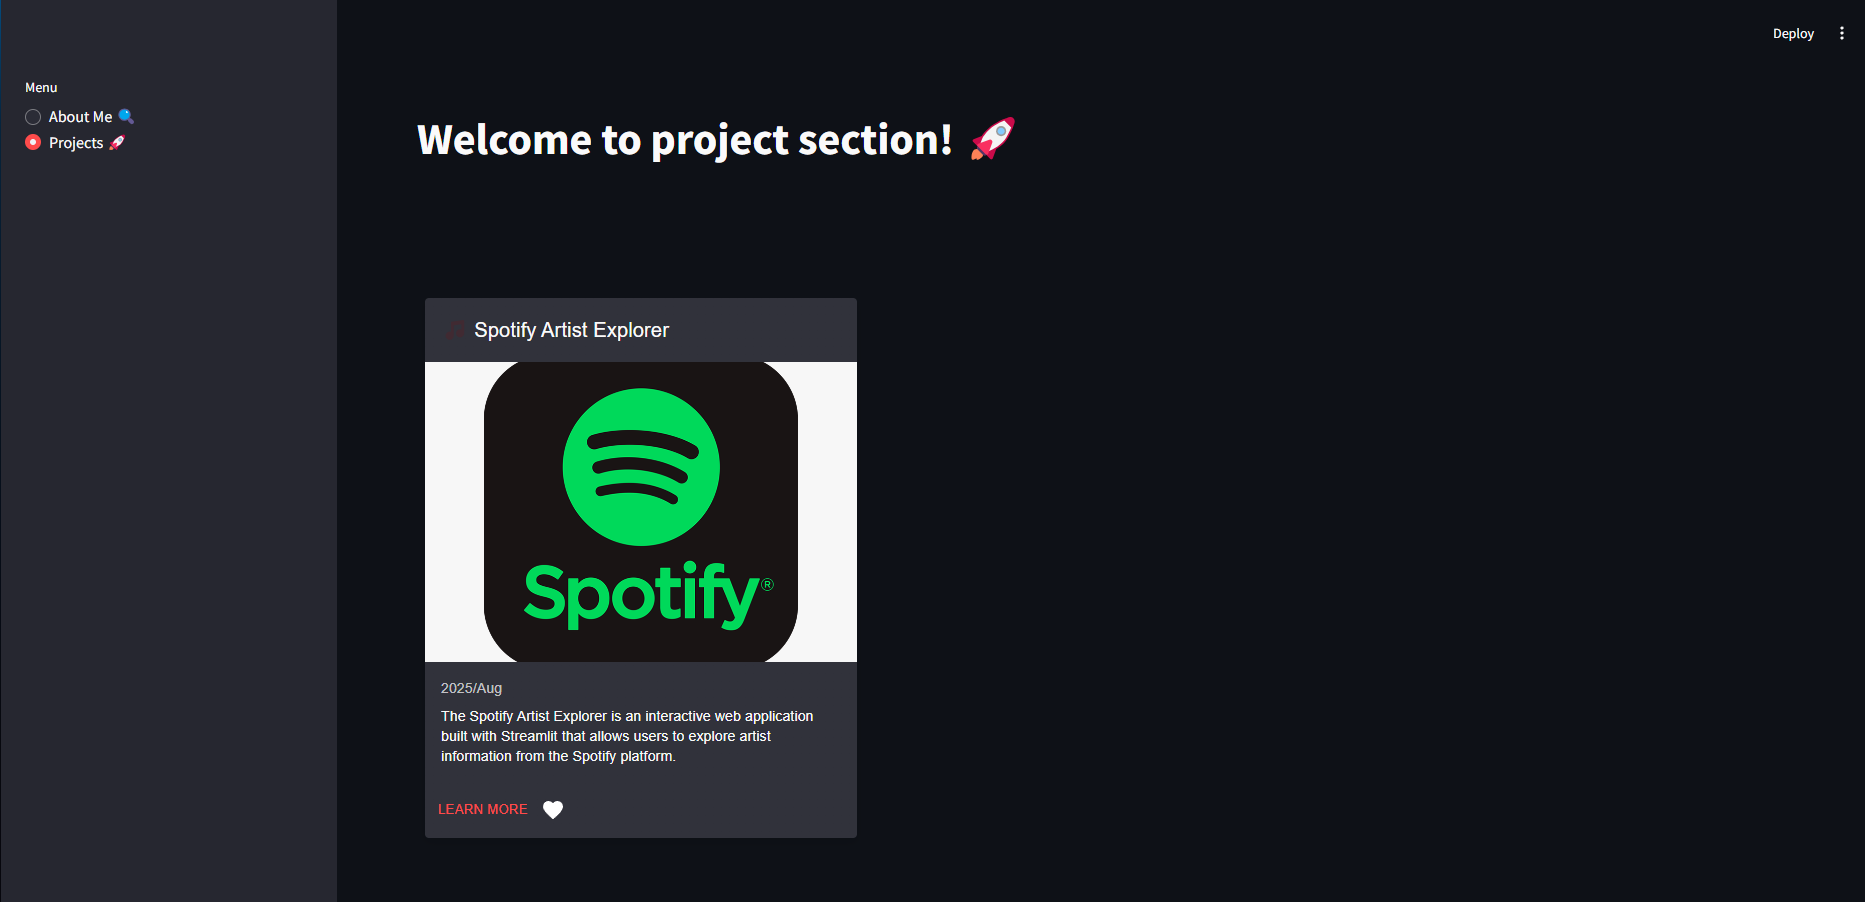 Deploy
Menu
About Me 🔍
Projects 🚀
Welcome to project section! 🚀
Spotify Artist Explorer
Spotify®
2025/Aug
The Spotify Artist Explorer is an interactive web application
built with Streamlit that allows users to explore artist
information from the Spotify platform.
LEARN MORE